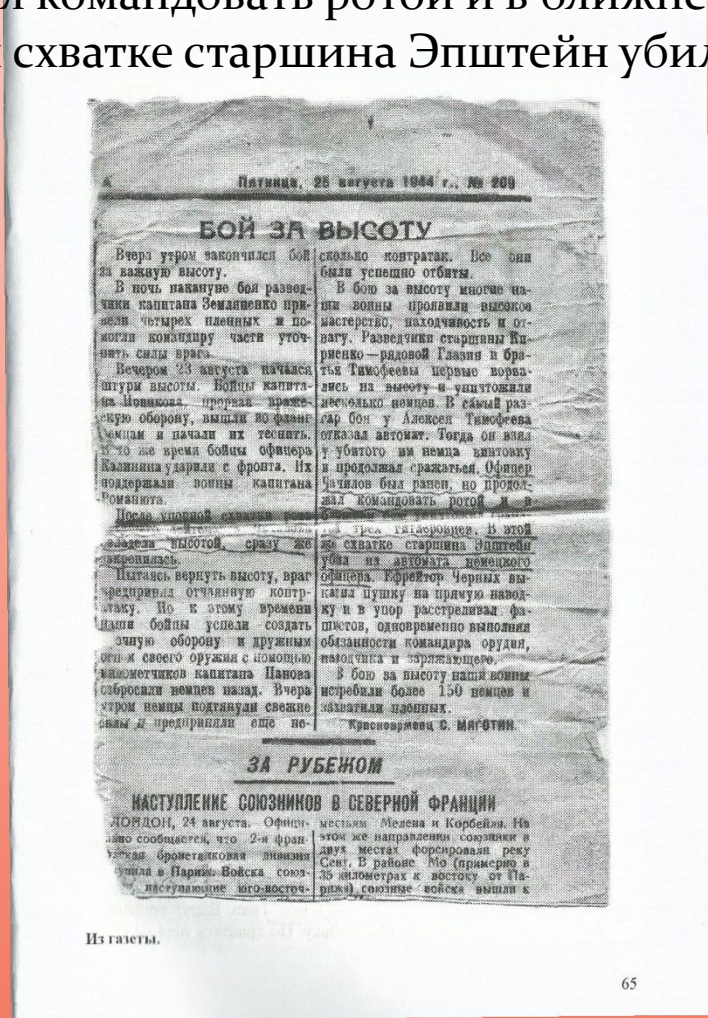 командовать ротой и в ближне
схватке старшина Эпштейн убил
Пятница, 25 августа 1944 г., № 209
БОЙ ЗА ВЫСОТУ
Вчера утром закончился бой
за важную высоту.
В ночь накануне боя развед-
чики капитана Земляненко при-
вели четырех пленных и по-
могли командиру части уточ-
нить силы врага.
Вечером 23 августа начался
штурм высоты. Бойцы капита-
на Новикова, прорвав враже-
скую оборону, вышли во фланг
немцам и начали их теснить.
В то же время бойцы офицера
Калинина ударили с фронта. Их
поддержали воины капитана
Романюта.
После упорной схватки рота
овладела высотой, сразу же
закрепилась.
Пытаясь вернуть высоту, враг
предпринял отчаянную контр-
атаку. Но к этому времени
наши бойцы успели создать
прочную оборону и дружным
огнем своего оружия с помощью
минометчиков капитана Панова
отбросили немцев назад. Вчера
утром немцы подтянули свежие
силы и предприняли еще не-
сколько контратак. Все они
были успешно отбиты.
В бою за высоту многие на-
ши воины проявили высокое
мастерство, находчивость и от-
вагу. Разведчики старшины Ки-
риенко — рядовой Глазин и бра-
тья Тимофеевы первые ворва-
лись на высоту и уничтожили
несколько немцев. В самый раз-
гар боя у Алексея Тимофеева
отказал автомат. Тогда он взял
у убитого им немца винтовку
и продолжал сражаться. Офицер
Чачилов был ранен, но продол-
жал командовать ротой и в
трех гитлеровцев. В этой
же схватке старшина Эпштейн
убил из автомата немецкого
офицера. Ефрейтор Черных вы-
катил пушку на прямую навод-
ку и в упор расстреливал фа-
шистов, одновременно выполняя
обязанности командира орудия,
наводчика и заряжающего.
В бою за высоту наши воины
истребили более 150 немцев и
захватили пленных.
Красноармеец С. МЯГОТИН.
ЗА РУБЕЖОМ
НАСТУПЛЕНИЕ СОЮЗНИКОВ В СЕВЕРНОЙ ФРАНЦИИ
ЛОНДОН, 24 августа. Офици-
ально сообщается, что 2-я фран-
цузская бронетанковая дивизия
вступила в Париж. Войска союз-
наступающие юго-восточ-
местьям Мелена и Корбейля. На
этом же направлении союзники в
двух местах форсировали реку
Сену. В районе Мо (примерно в
35 километрах к востоку от Па-
рижа) союзные войска вышли к
Из газеты.
65